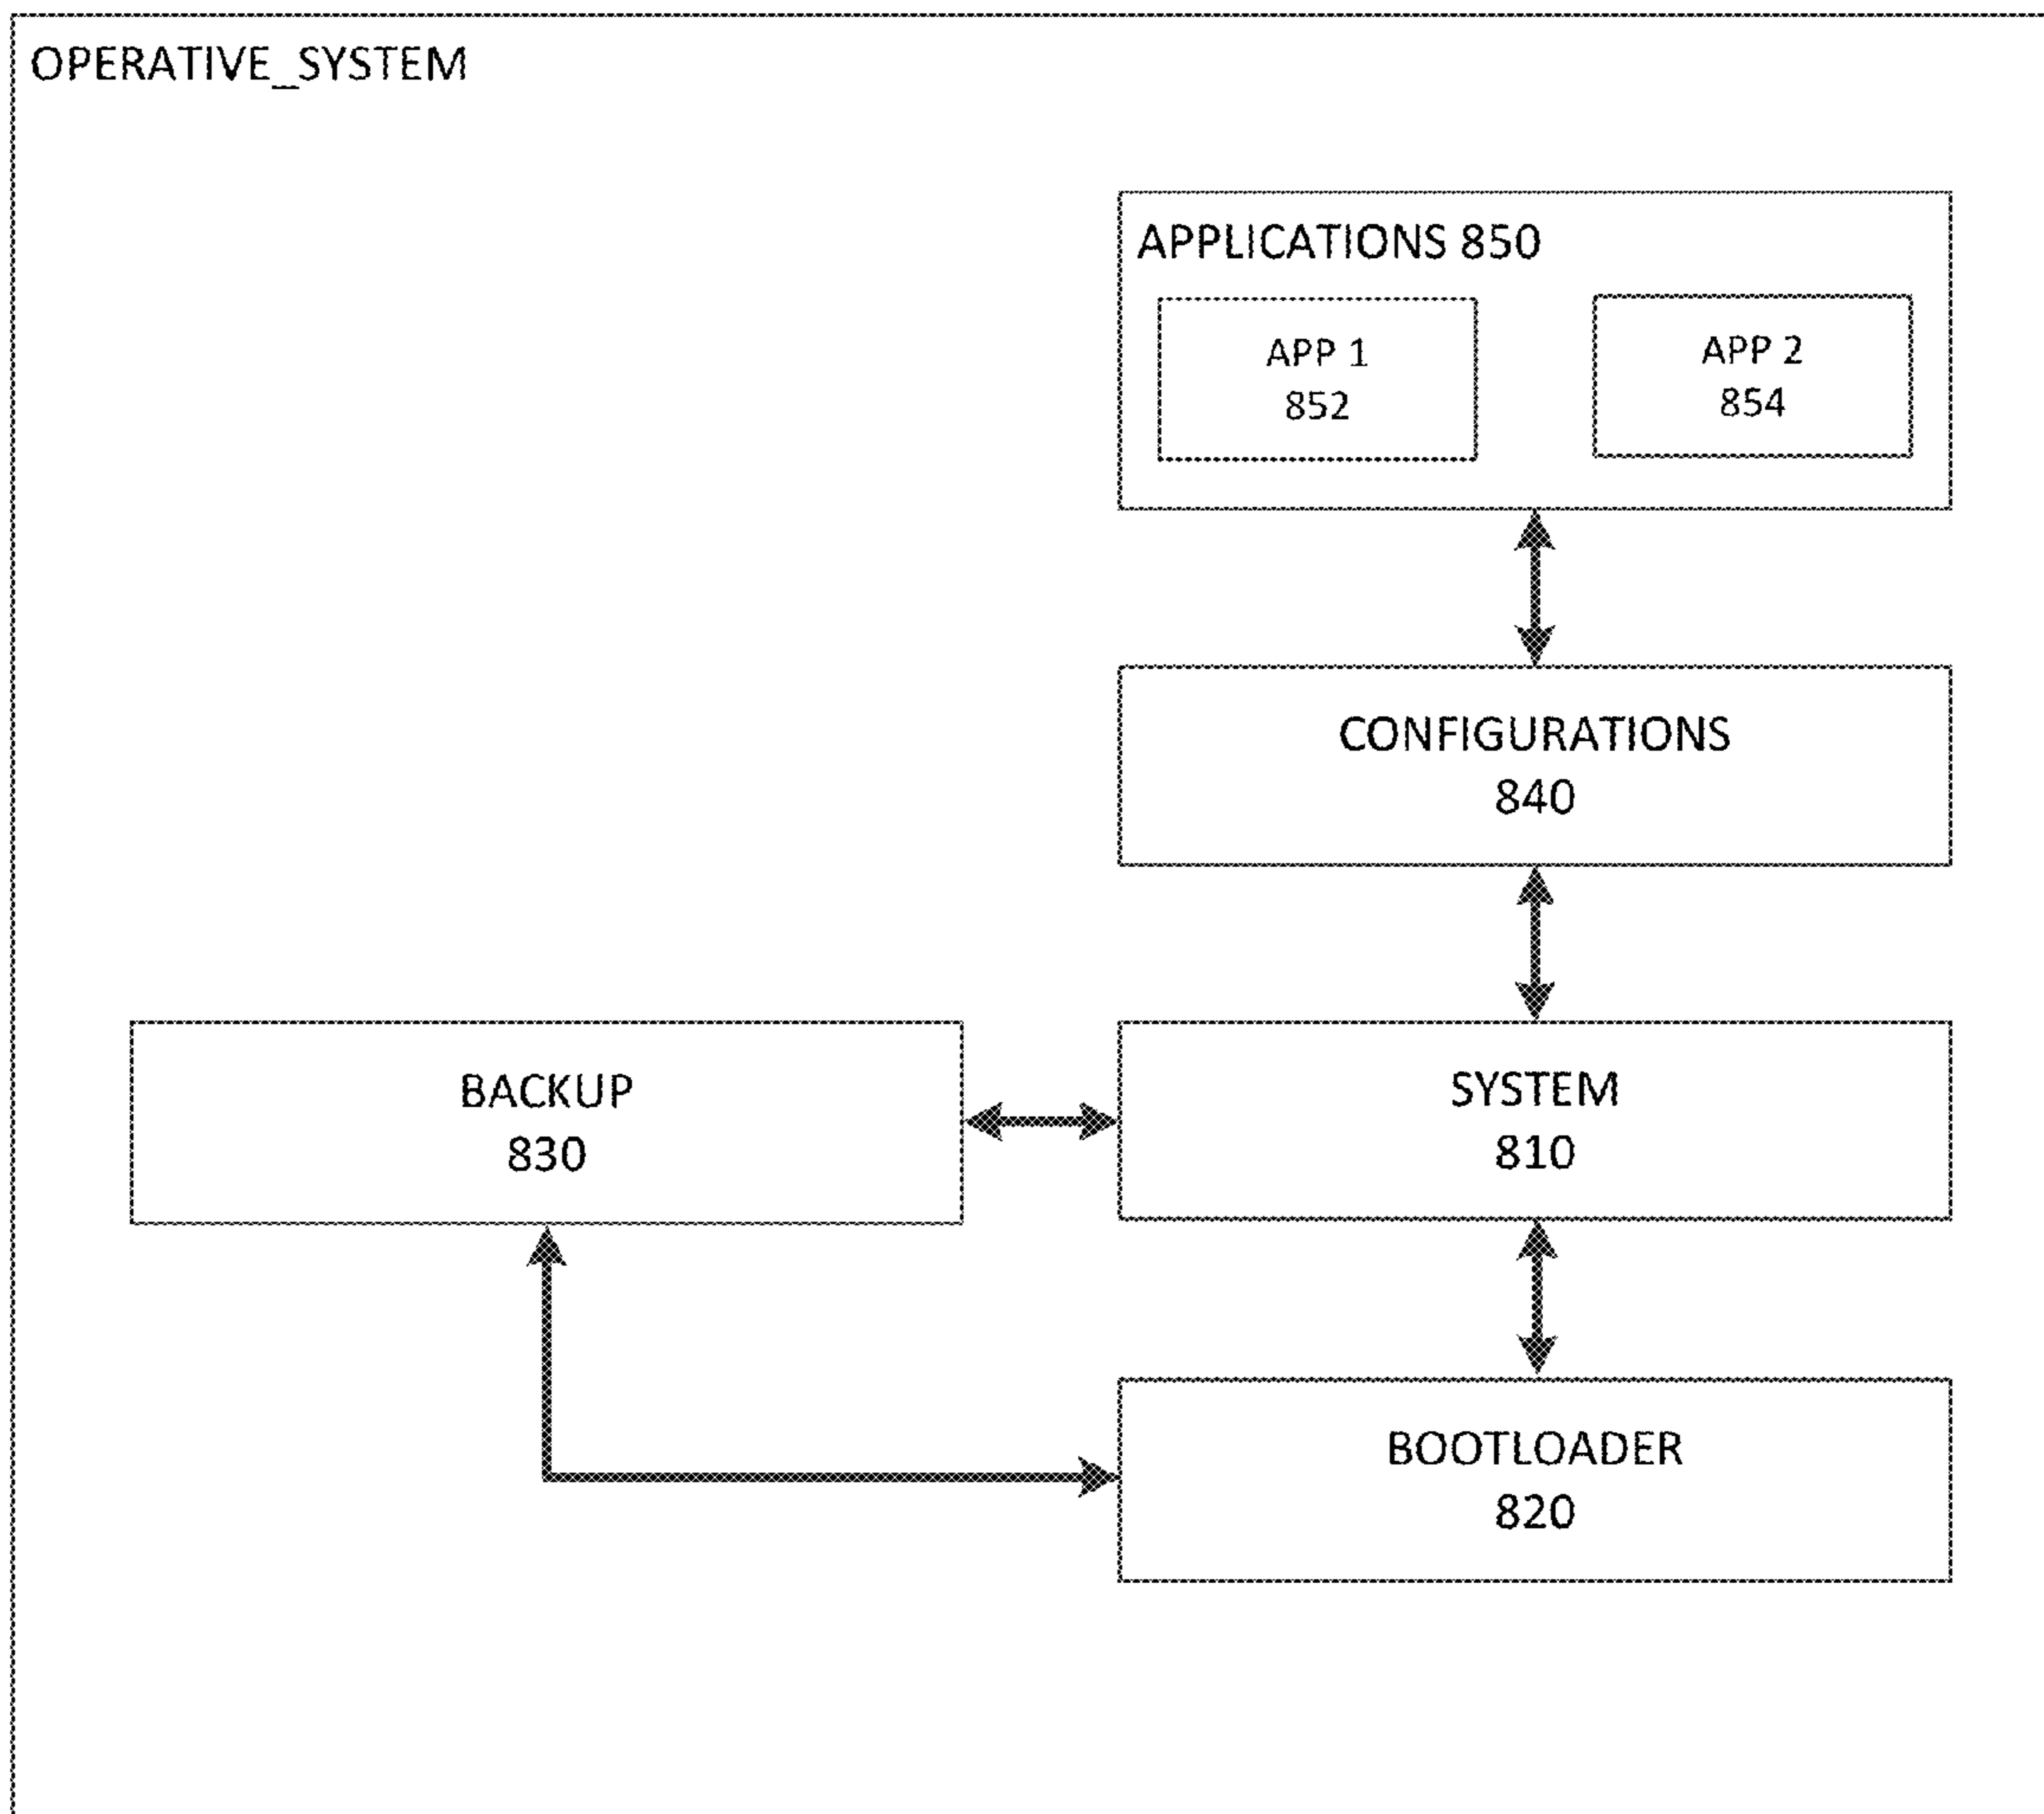 OPERATIVE_SYSTEM
APPLICATIONS 850
APP 1
852
APP 2
854
CONFIGURATIONS
840
BACKUP
830
SYSTEM
810
BOOTLOADER
820